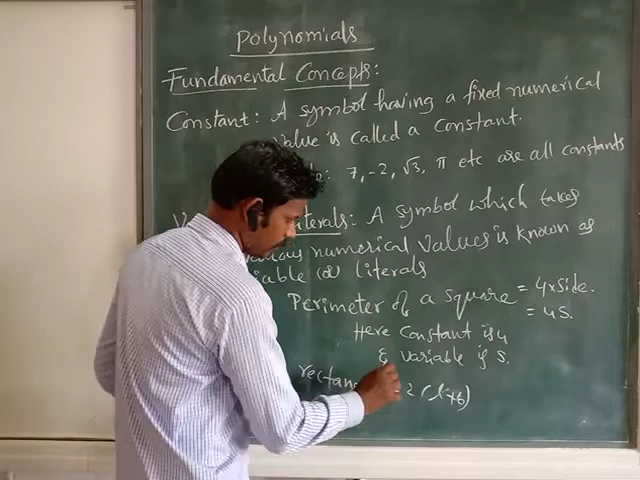 Polynomials
Fundamental Concepts:
Constant: A symbol having a fixed numerical
value is called a constant.
7, -2, √3, π etc are all constants
literals: A symbol which takes
numerical values is known as
or literals
Perimeter of a square = 4×side.
= 4s.
Here Constant is 4
& variable is s.
2(l+b)